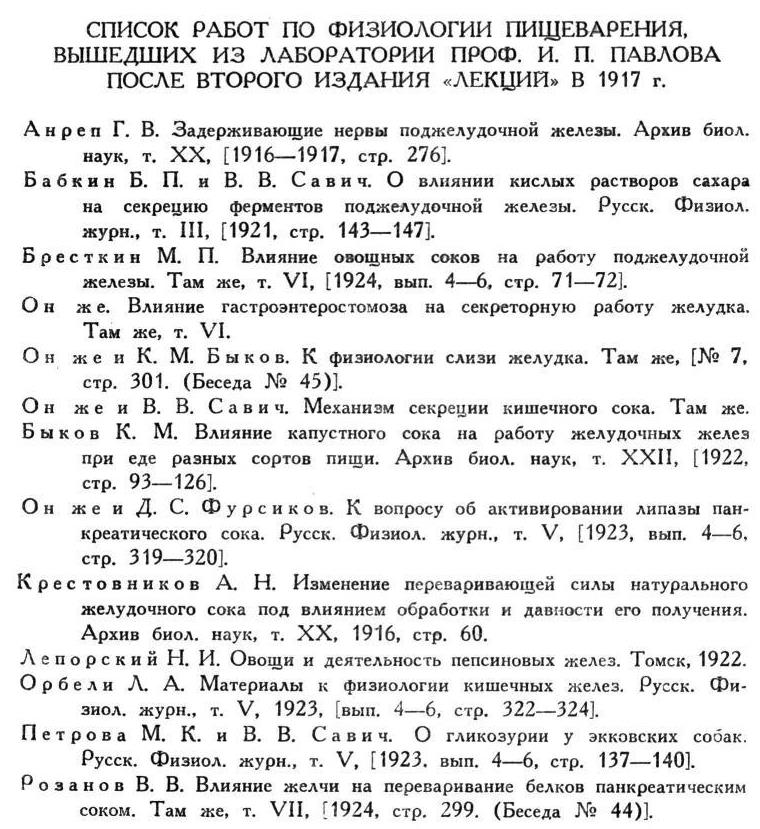 СПИСОК РАБОТ ПО ФИЗИОЛОГИИ ПИЩЕВАРЕНИЯ,
ВЫШЕДШИХ ИЗ ЛАБОРАТОРИИ ПРОФ. И. П. ПАВЛОВА
ПОСЛЕ ВТОРОГО ИЗДАНИЯ «ЛЕКЦИЙ» В 1917 г.
Анреп Г. В. Задерживающие нервы поджелудочной железы. Архив биол.
наук, т. XX, [1916—1917, стр. 276].
Бабкин Б. П. и В. В. Савич. О влиянии кислых растворов сахара
на секрецию ферментов поджелудочной железы. Русск. Физиол.
журн., т. III, [1921, стр. 143—147].
Бресткин М. П. Влияние овощных соков на работу поджелудочной
железы. Там же, т. VI, [1924, вып. 4—6, стр. 71—72].
Он же. Влияние гастроэнтеростомоза на секреторную работу желудка.
Там же, т. VI.
Он же и К. М. Быков. К физиологии слизи желудка. Там же, [№ 7,
стр. 301. (Беседа № 45)].
Он же и В. В. Савич. Механизм секреции кишечного сока. Там же.
Быков К. М. Влияние капустного сока на работу желудочных желез
при еде разных сортов пищи. Архив биол. наук, т. XXII, [1922,
стр. 93—126].
Он же и Д. С. Фурсиков. К вопросу об активировании липазы пан-
креатического сока. Русск. Физиол. журн., т. V, [1923, вып. 4—6,
стр. 319—320].
Крестовников А. Н. Изменение переваривающей силы натурального
желудочного сока под влиянием обработки и давности его получения.
Архив биол. наук, т. XX, 1916, стр. 60.
Лепорский Н. И. Овощи и деятельность пепсиновых желез. Томск, 1922.
Орбели Л. А. Материалы к физиологии кишечных желез. Русск. Фи-
зиол. журн., т. V, 1923, [вып. 4—6, стр. 322—324].
Петрова М. К. и В. В. Савич. О гликозурии у экковских собак.
Русск. Физиол. журн., т. V, [1923. вып. 4—6, стр. 137—140].
Розанов В. В. Влияние желчи на переваривание белков панкреатическим
соком. Там же, т. VII, [1924, стр. 299. (Беседа № 44)].